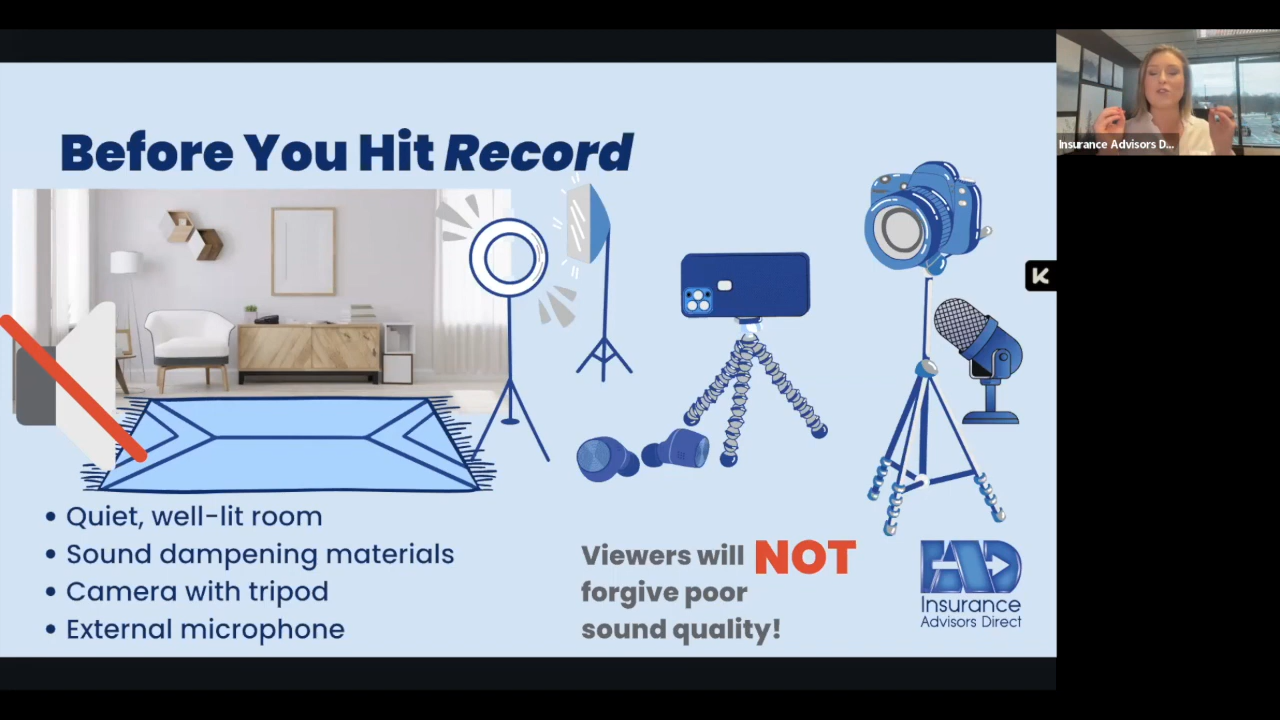 Before You Hit Record
• Quiet, well-lit room
• Sound dampening materials
• Camera with tripod
• External microphone
Viewers will NOT
forgive poor
sound quality!
IAD
Insurance
Advisors Direct
Insurance Advisors D...
K